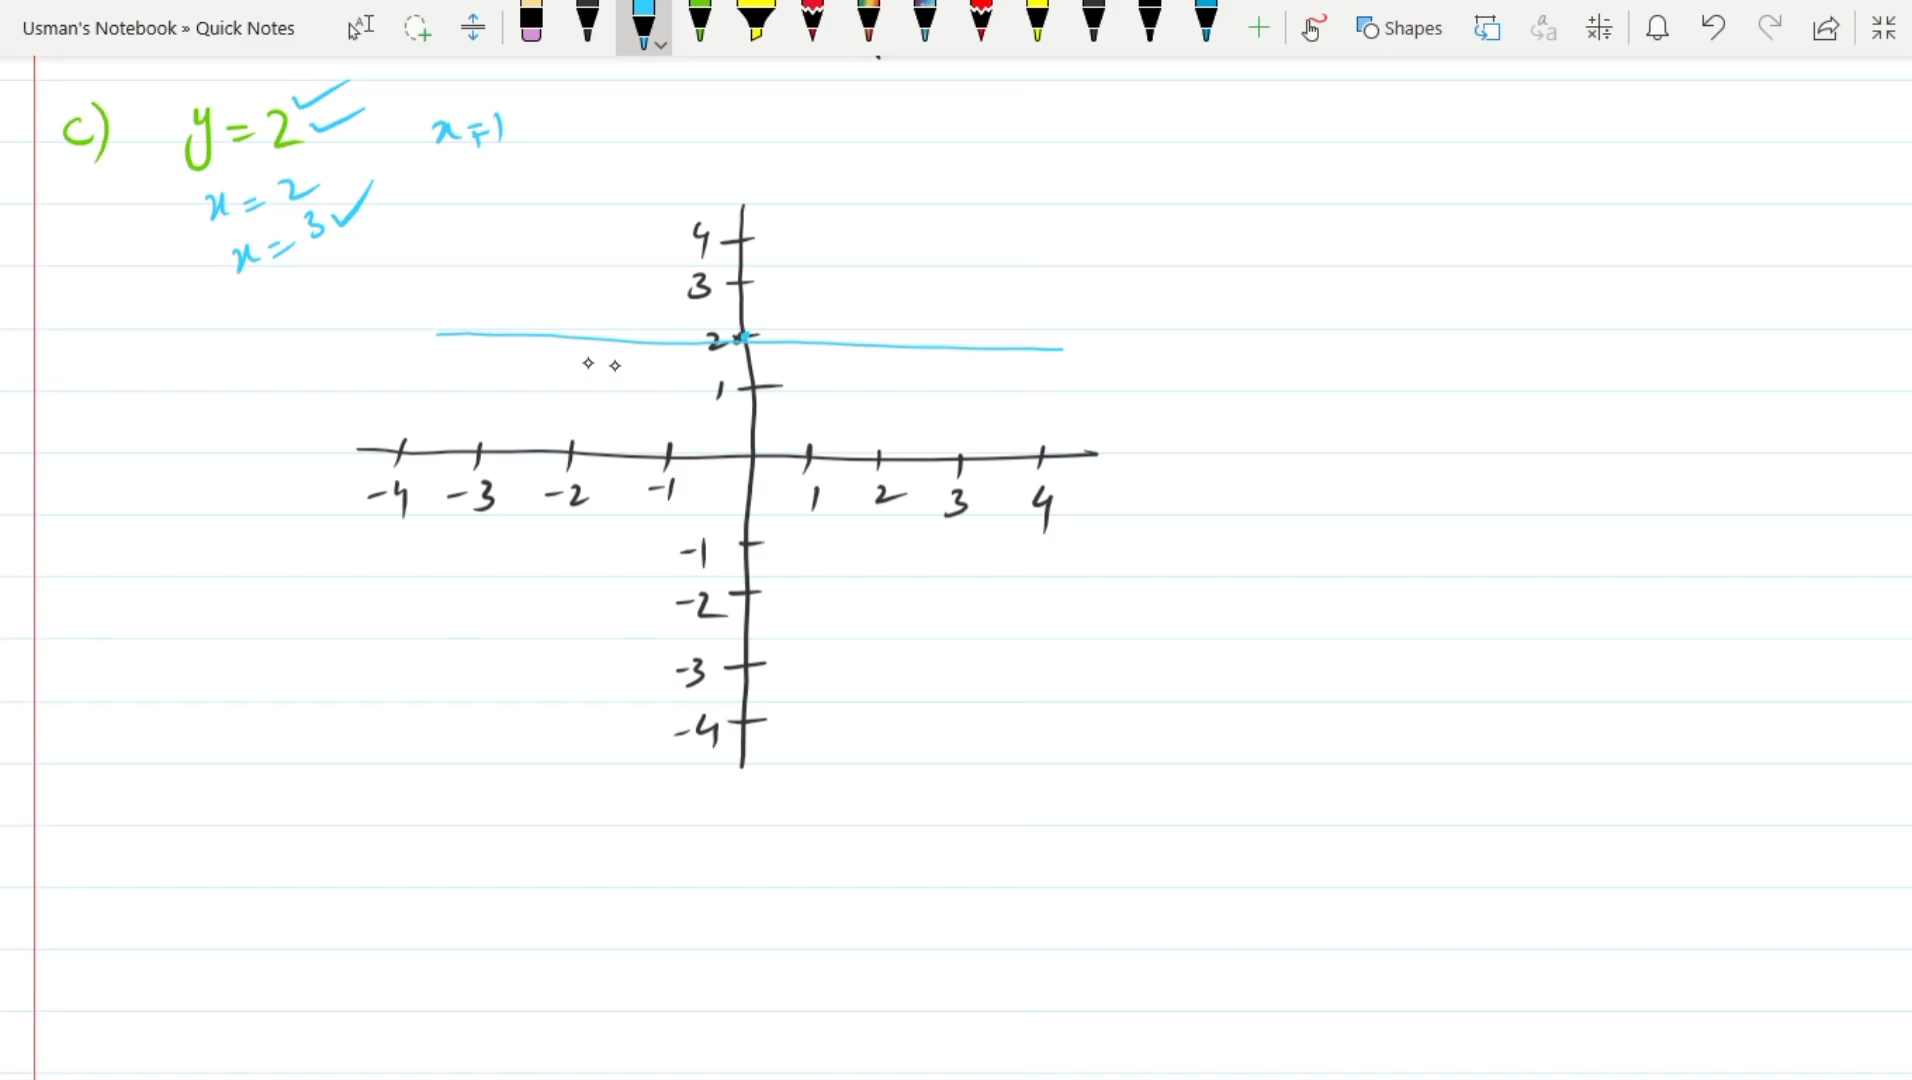 Usman's Notebook » Quick Notes
Shapes
c) y = 2
x = 1
x = 2
x = 3
4
3
2
1
-4 -3 -2 -1 1 2 3 4
-1
-2
-3
-4